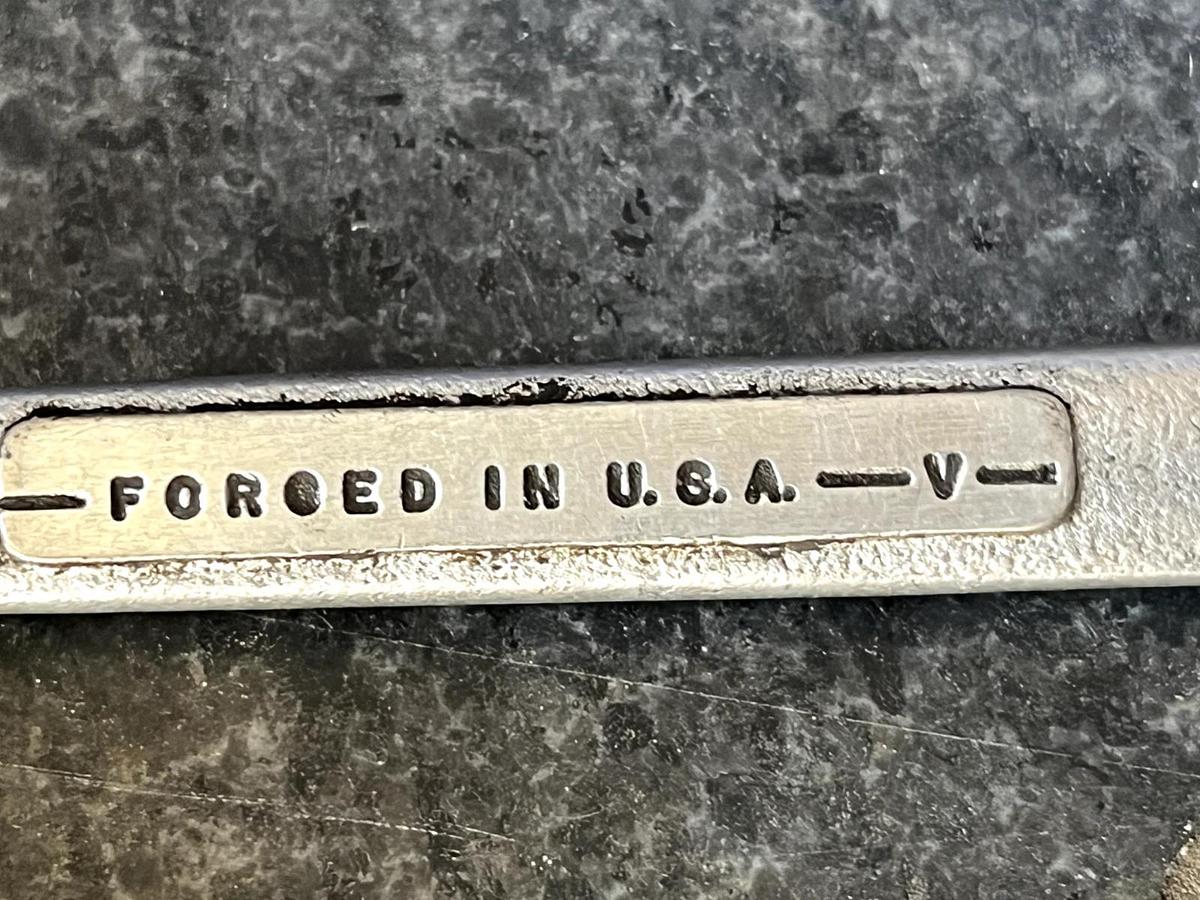 — FORGED IN U.S.A. — V —